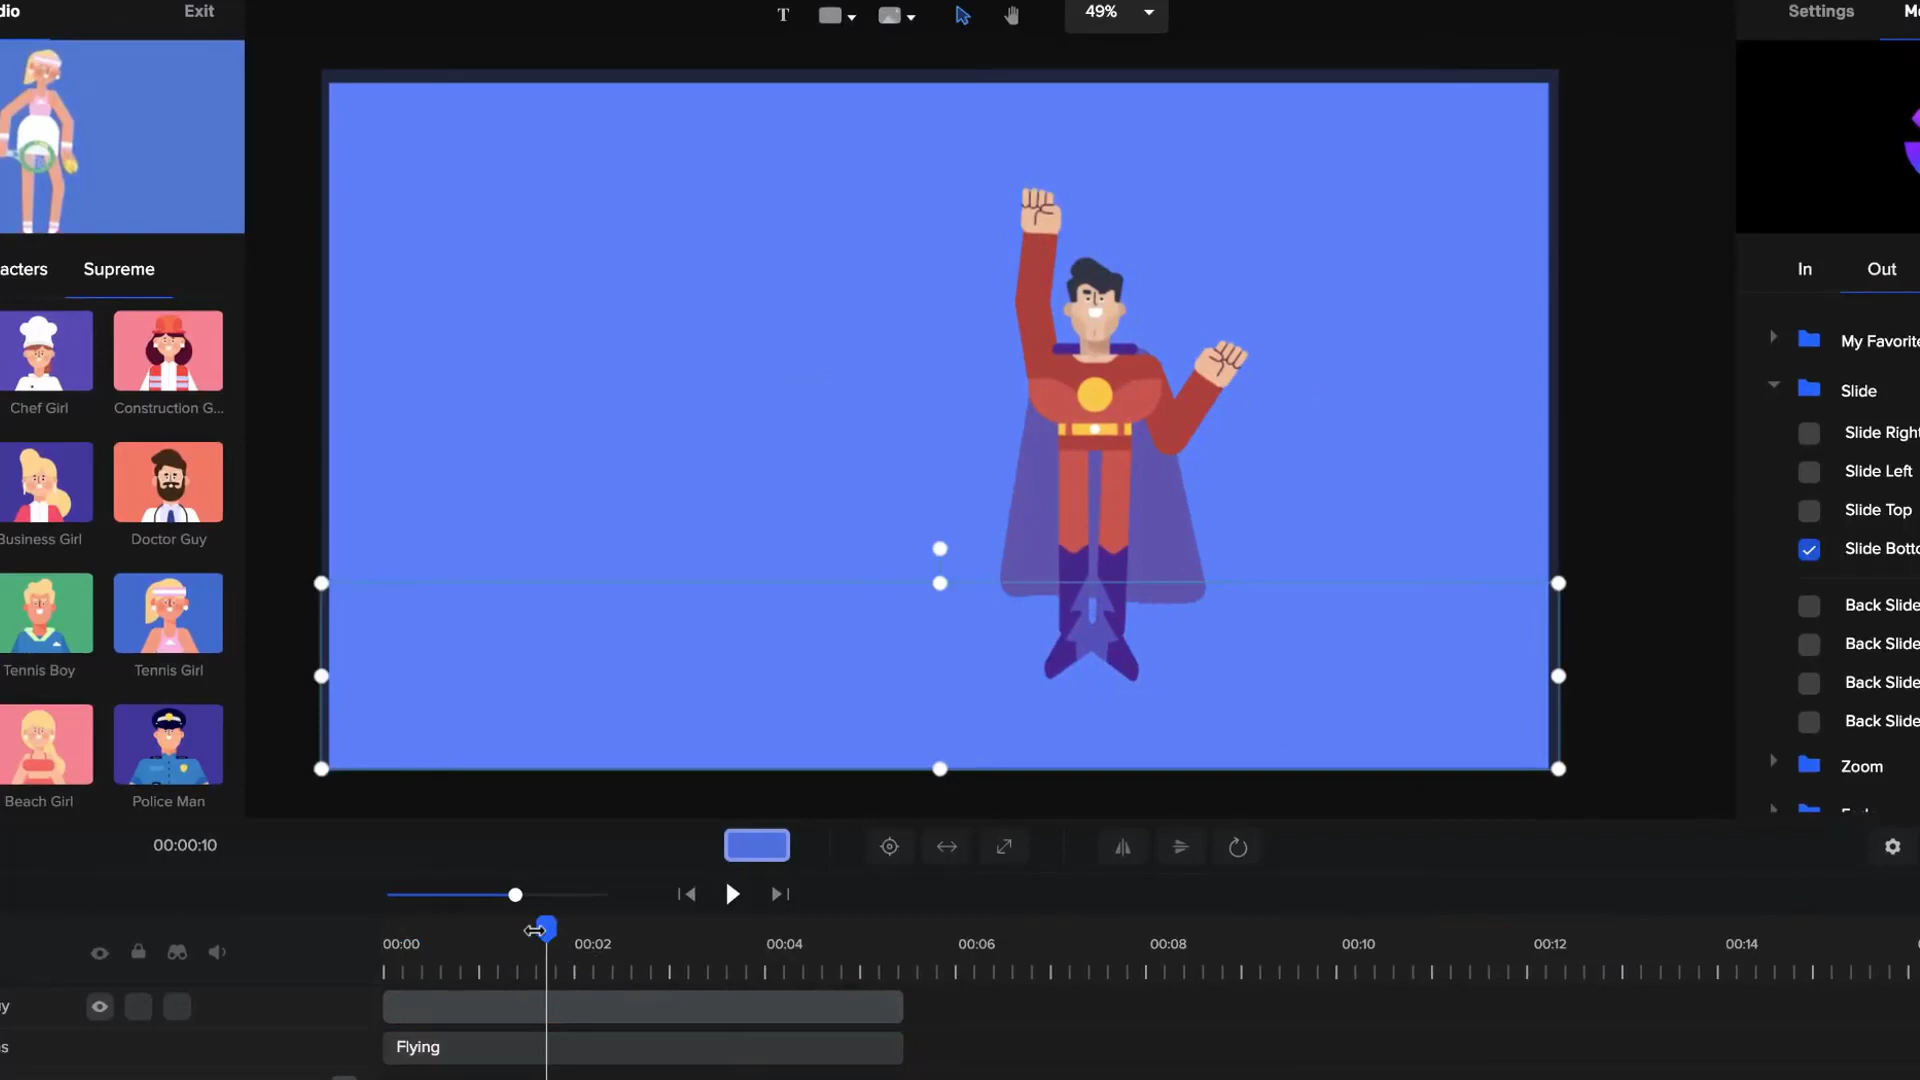 dio
Exit
T
49%
Settings
acters
Supreme
Chef Girl
Construction G...
Business Girl
Doctor Guy
Tennis Boy
Tennis Girl
Beach Girl
Police Man
In
Out
My Favorite
Slide
Slide Right
Slide Left
Slide Top
Slide Botto
Back Slide
Back Slide
Back Slide
Back Slide
Zoom
00:00:10
00:00
00:02
00:04
00:06
00:08
00:10
00:12
00:14
Flying